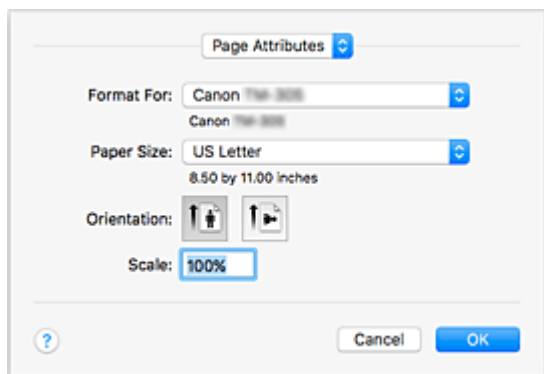 Page Attributes
Format For: Canon
Canon
Paper Size: US Letter
8.50 by 11.00 inches
Orientation:
Scale: 100%
? Cancel OK